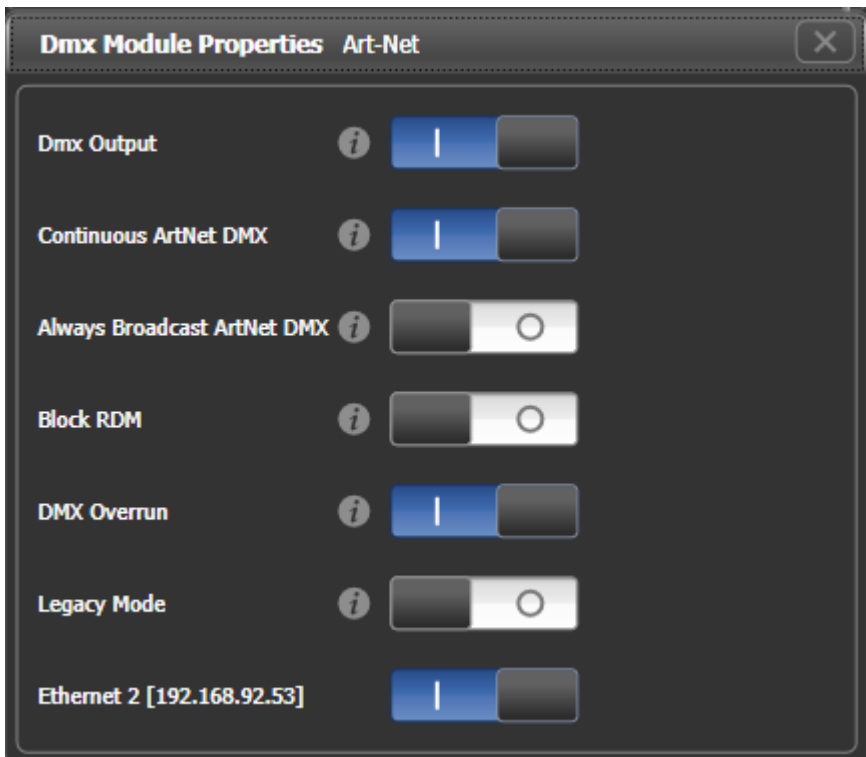 Dmx Module Properties Art-Net
Dmx Output
Continuous ArtNet DMX
Always Broadcast ArtNet DMX
Block RDM
DMX Overrun
Legacy Mode
Ethernet 2 [192.168.92.53]